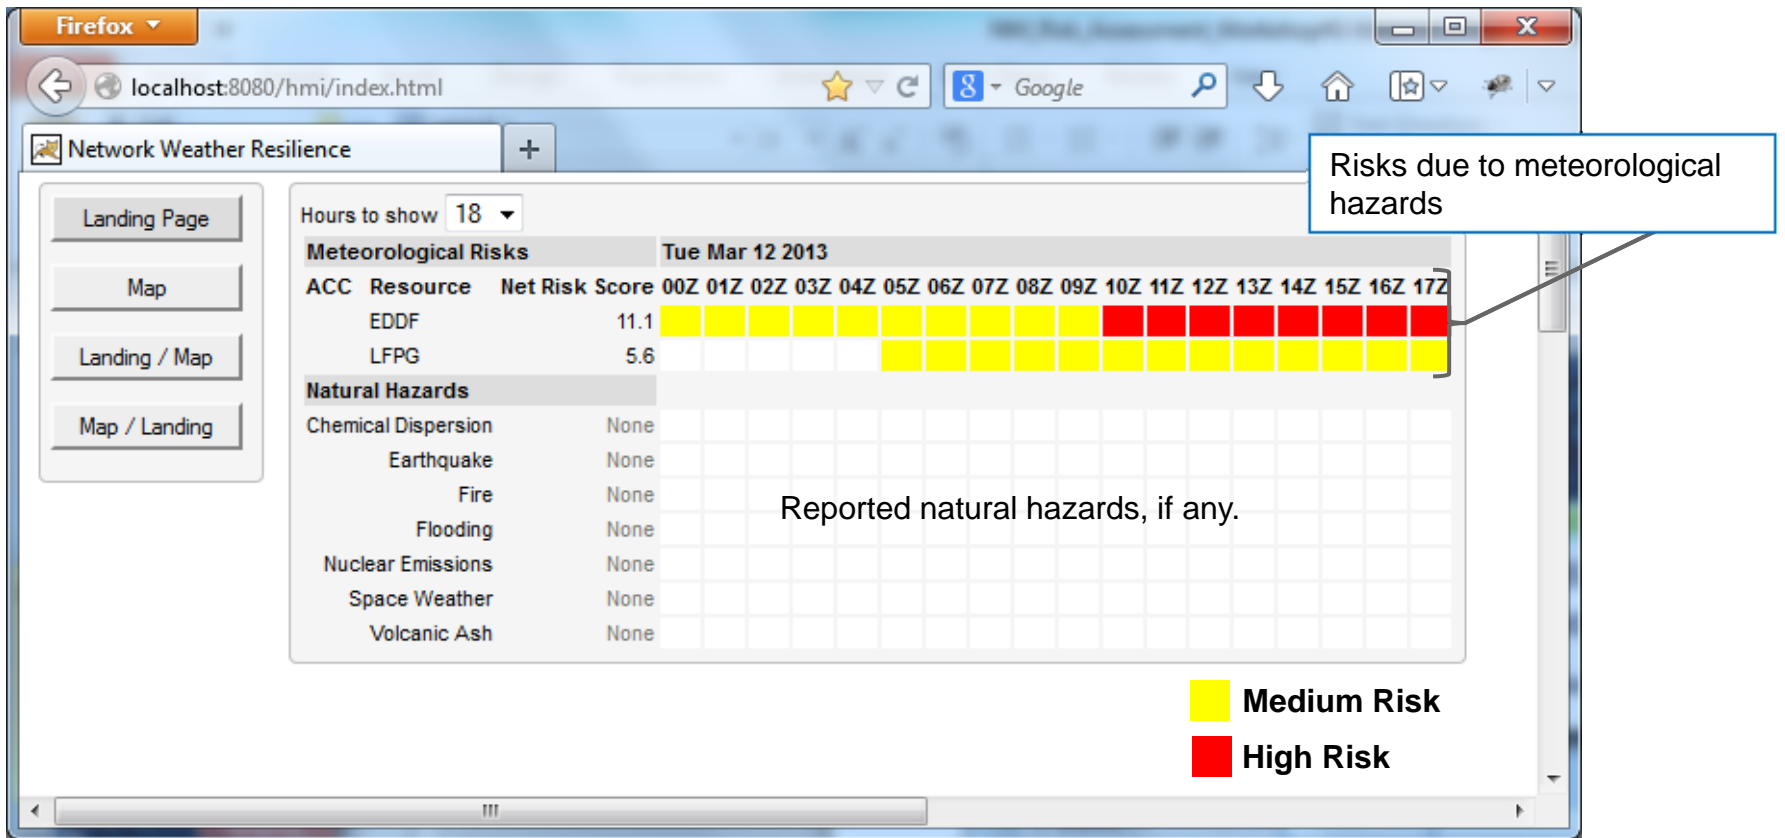 Firefox
localhost:8080/hmi/index.html
Google
Network Weather Resilience
Risks due to meteorological
hazards
Landing Page
Map
Landing / Map
Map / Landing
Hours to show 18
Meteorological Risks Tue Mar 12 2013
ACC Resource Net Risk Score 00Z 01Z 02Z 03Z 04Z 05Z 06Z 07Z 08Z 09Z 10Z 11Z 12Z 13Z 14Z 15Z 16Z 17Z
EDDF 11.1
LFPG 5.6
Natural Hazards
Chemical Dispersion None
Earthquake None
Fire None
Reported natural hazards, if any.
Flooding None
Nuclear Emissions None
Space Weather None
Volcanic Ash None
Medium Risk
High Risk